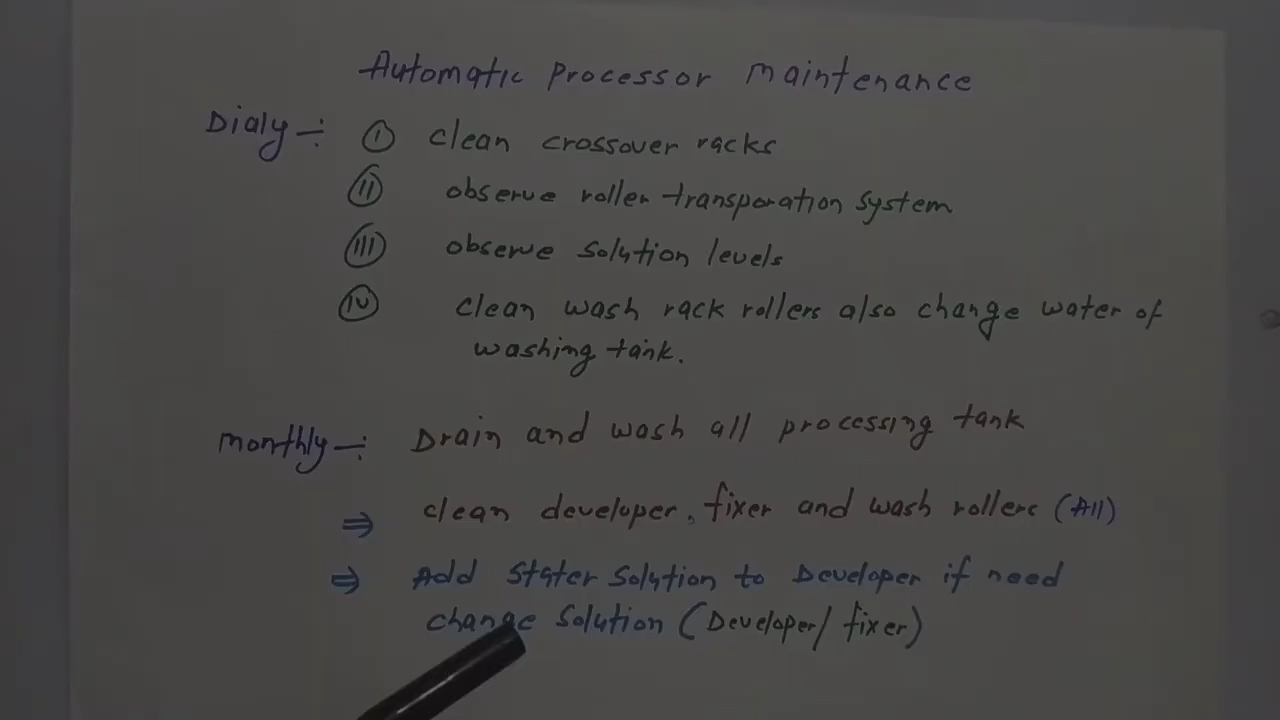 Automatic Processor Maintenance
Dialy :- (i) clean crossover racks
(ii) observe roller transporation system
(iii) observe solution levels
(iv) clean wash rack rollers also change water of
washing tank.
Monthly :- Drain and wash all processing tank
⇒ clean developer, fixer and wash rollers (All)
⇒ Add stater solution to Developer if need
change solution (Developer/fixer)